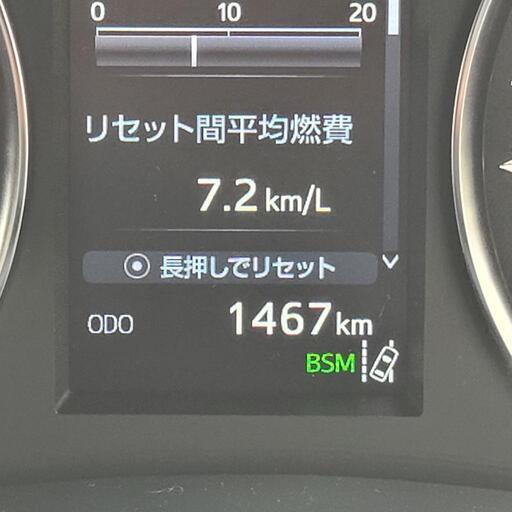 0 10 20
リセット間平均燃費
7.2 km/L
長押しでリセット
ODO 1467 km
BSM